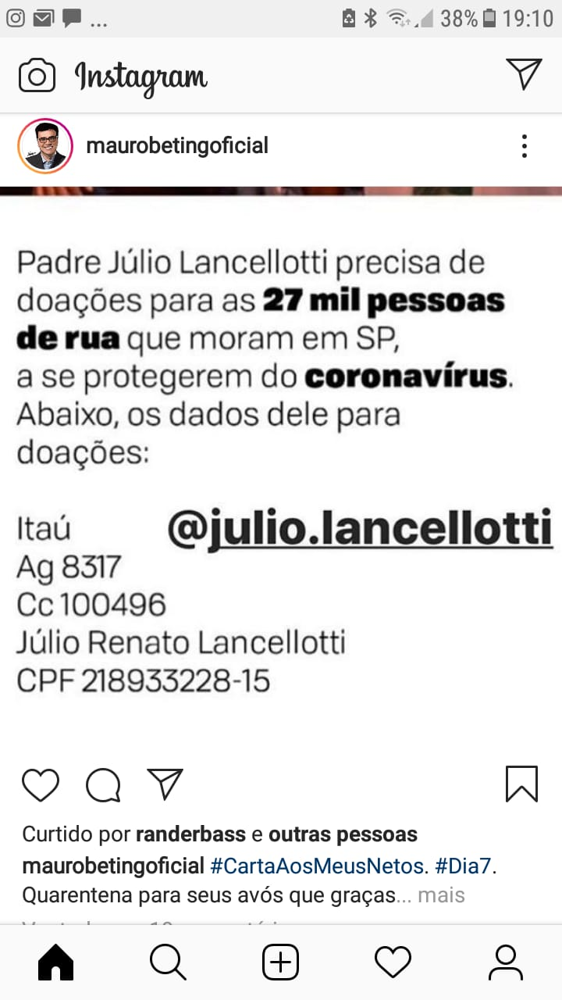 ... 38% 19:10
Instagram
maurobetingoficial
Padre Júlio Lancellotti precisa de
doações para as 27 mil pessoas
de rua que moram em SP,
a se protegerem do coronavírus.
Abaixo, os dados dele para
doações:
Itaú @julio.lancellotti
Ag 8317
Cc 100496
Júlio Renato Lancellotti
CPF 218933228-15
Curtido por randerbass e outras pessoas
maurobetingoficial #CartaAosMeusNetos. #Dia7.
Quarentena para seus avós que graças... mais